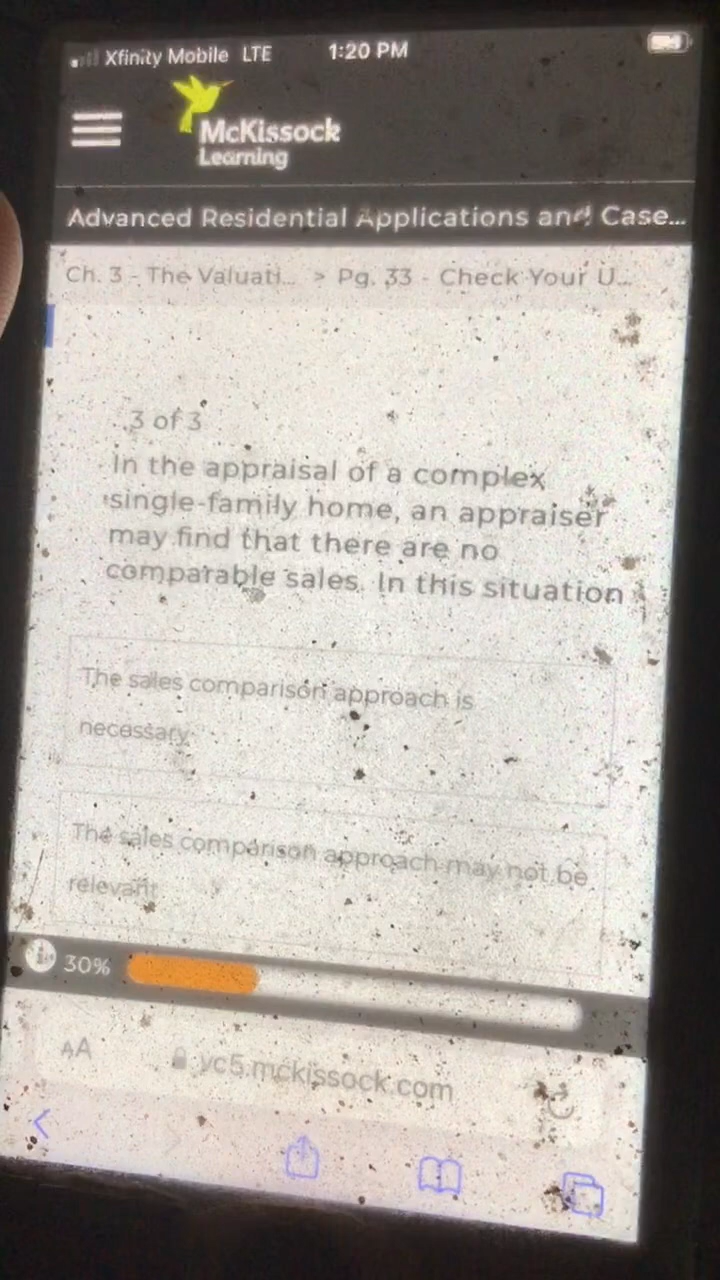 Xfinity Mobile LTE 1:20 PM
McKissock
Learning
Advanced Residential Applications and Case...
Ch. 3 - The Valuati... > Pg. 33 - Check Your U...
3 of 3
In the appraisal of a complex
single-family home, an appraiser
may find that there are no
comparable sales. In this situation
The sales comparison approach is
necessary
The sales comparison approach may not be
relevant
30%
AA yc5.mckissock.com